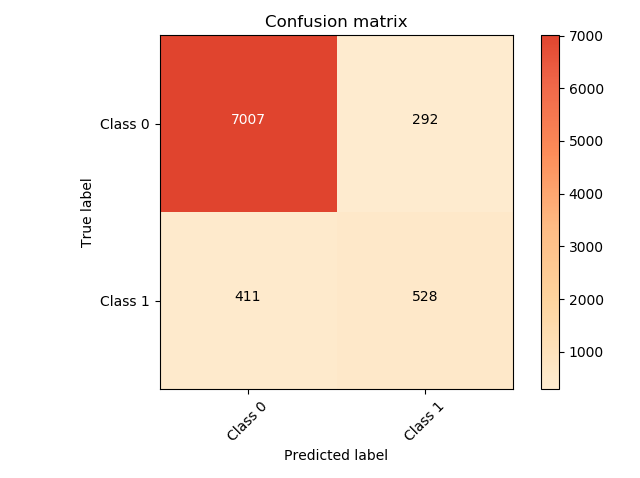 Confusion matrix
True label
Class 0
7007 292
Class 1
411 528
Class 0 Class 1
Predicted label
7000
6000
5000
4000
3000
2000
1000